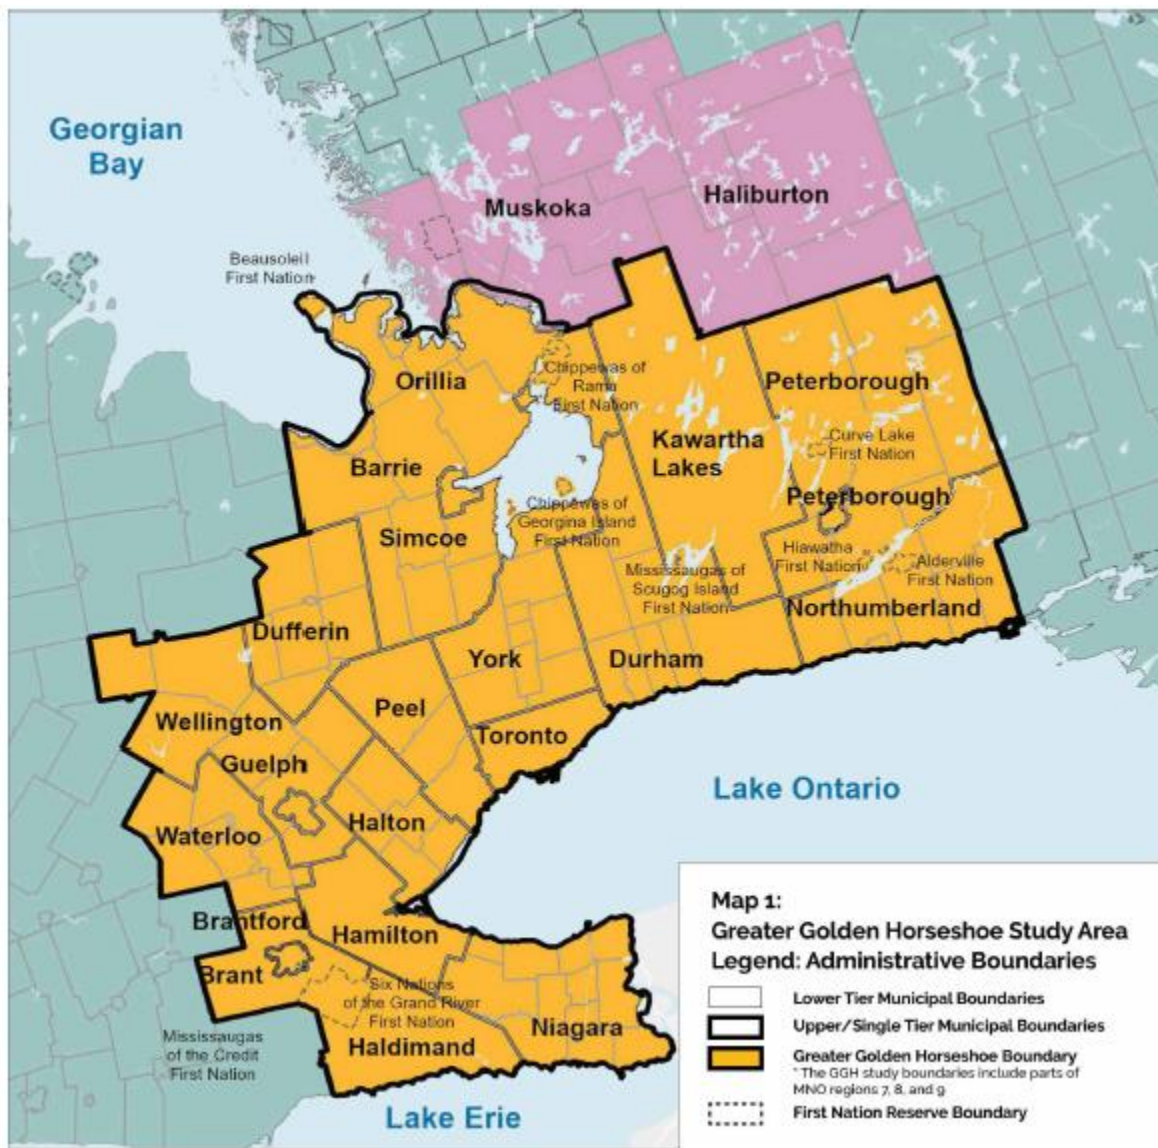 Georgian
Bay
Muskoka
Haliburton
Beausoleil
First Nation
Orillia
Chippewas of
Rama
First Nation
Peterborough
Barrie
Kawartha
Lakes
Curve Lake
First Nation
Peterborough
Simcoe
Chippewas of
Georgina Island
First Nation
Hiawatha
First Nation
Alderville
First Nation
Mississaugas of
Scugog Island
First Nation
Northumberland
Dufferin
York
Durham
Wellington
Peel
Toronto
Guelph
Lake Ontario
Waterloo
Halton
Brantford
Hamilton
Brant
Six Nations
of the Grand River
First Nation
Niagara
Mississaugas
of the Credit
First Nation
Haldimand
Lake Erie
Map 1:
Greater Golden Horseshoe Study Area
Legend: Administrative Boundaries
Lower Tier Municipal Boundaries
Upper/Single Tier Municipal Boundaries
Greater Golden Horseshoe Boundary
* The GGH study boundaries include parts of
MNO regions 7, 8, and 9
First Nation Reserve Boundary